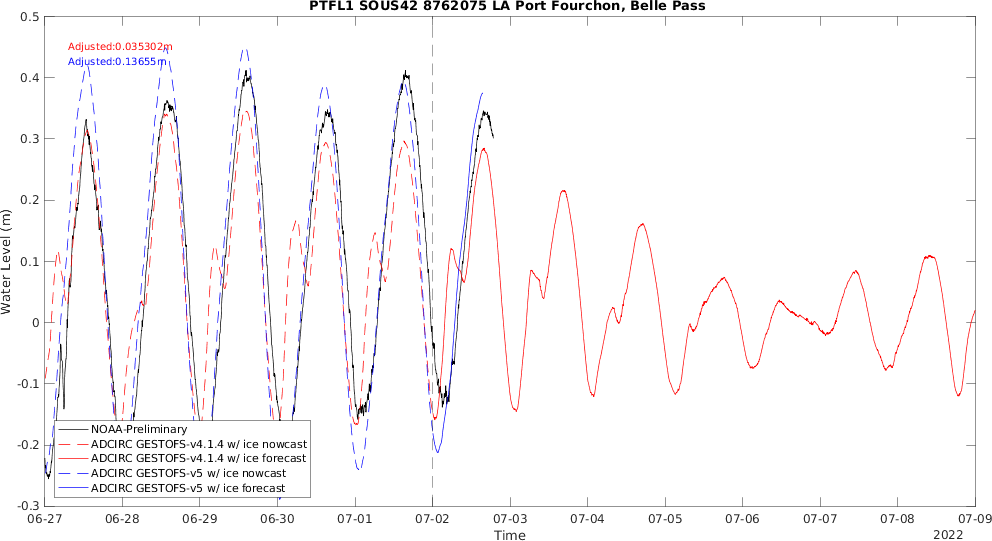 PTFL1 SOUS42 8762075 LA Port Fourchon, Belle Pass
0.5
Adjusted:0.035302m
Adjusted:0.13655m
0.4
0.3
0.2
0.1
0
-0.1
-0.2
-0.3
Water Level (m)
NOAA-Preliminary
ADCIRC GESTOFS-v4.1.4 w/ ice nowcast
ADCIRC GESTOFS-v4.1.4 w/ ice forecast
ADCIRC GESTOFS-v5 w/ ice nowcast
ADCIRC GESTOFS-v5 w/ ice forecast
06-27 06-28 06-29 06-30 07-01 07-02 07-03 07-04 07-05 07-06 07-07 07-08 07-09
Time
2022